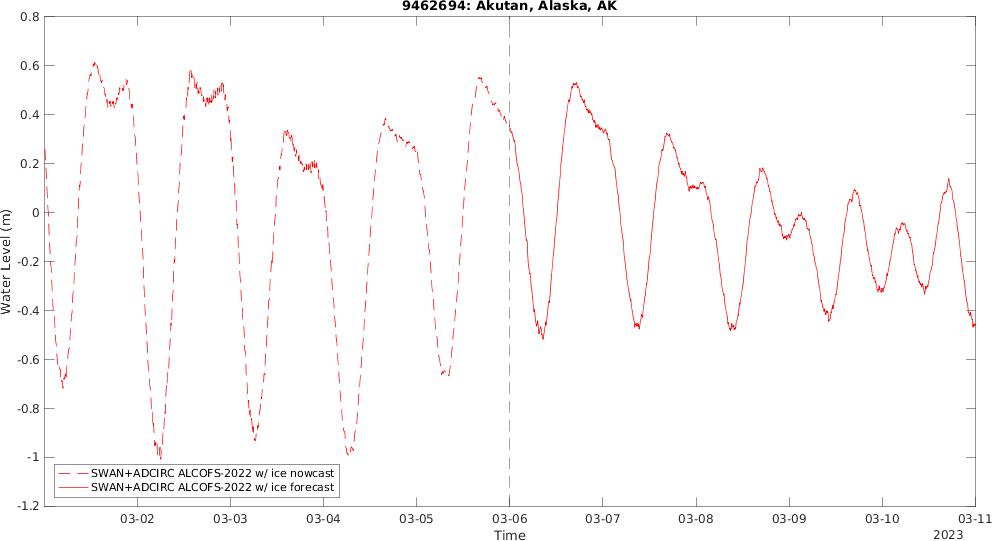 9462694: Akutan, Alaska, AK
Water Level (m)
0.8
0.6
0.4
0.2
0
-0.2
-0.4
-0.6
-0.8
-1
-1.2
SWAN+ADCIRC ALCOFS-2022 w/ ice nowcast
SWAN+ADCIRC ALCOFS-2022 w/ ice forecast
03-02 03-03 03-04 03-05 03-06 03-07 03-08 03-09 03-10 03-11
Time
2023